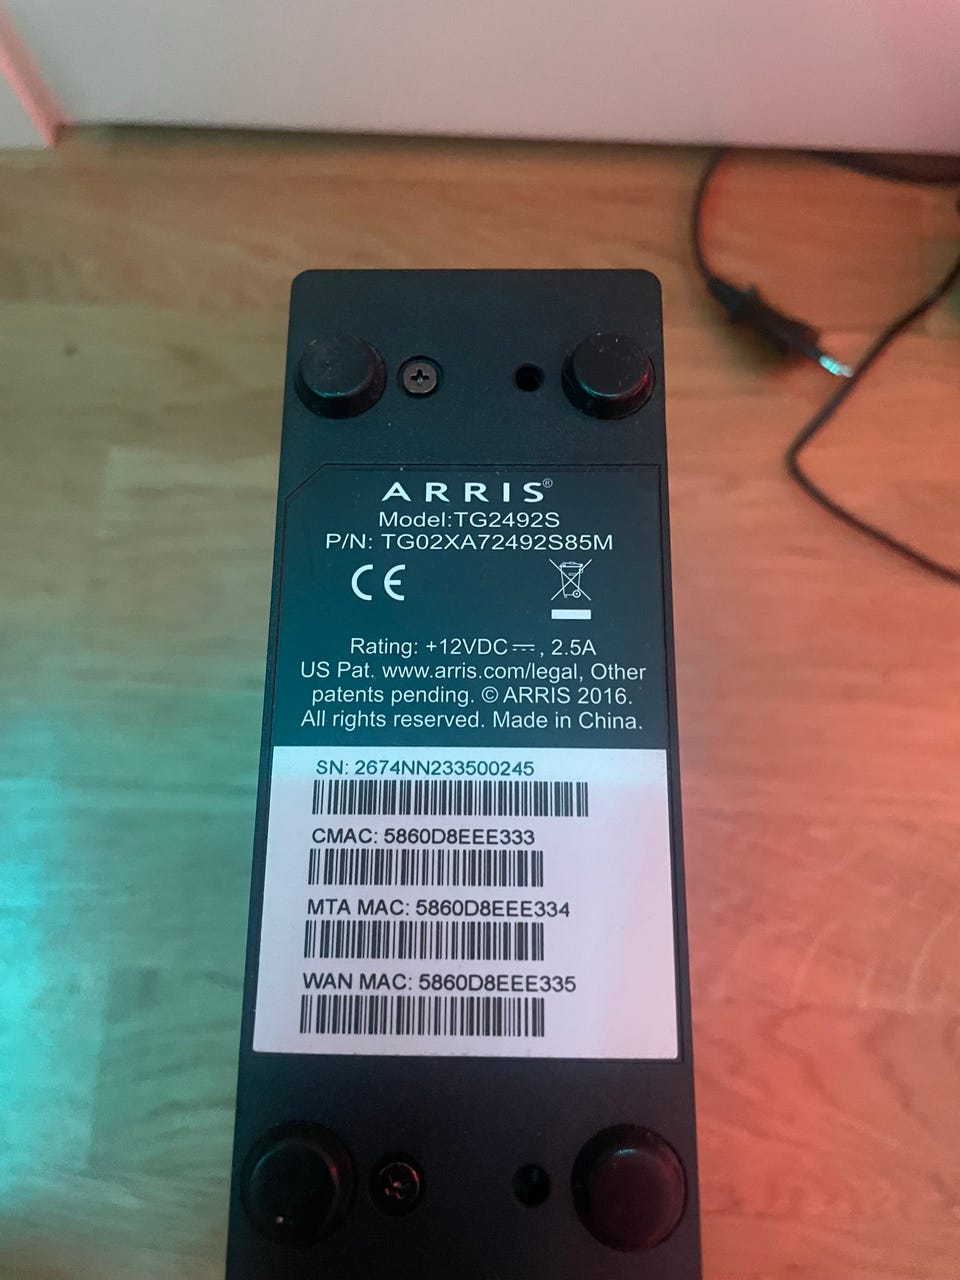 ARRIS®
Model:TG2492S
P/N: TG02XA72492S85M
CE
Rating: +12VDC⎓, 2.5A
US Pat. www.arris.com/legal, Other
patents pending. © ARRIS 2016.
All rights reserved. Made in China.
SN: 2674NN233500245
CMAC: 5860D8EEE333
MTA MAC: 5860D8EEE334
WAN MAC: 5860D8EEE335